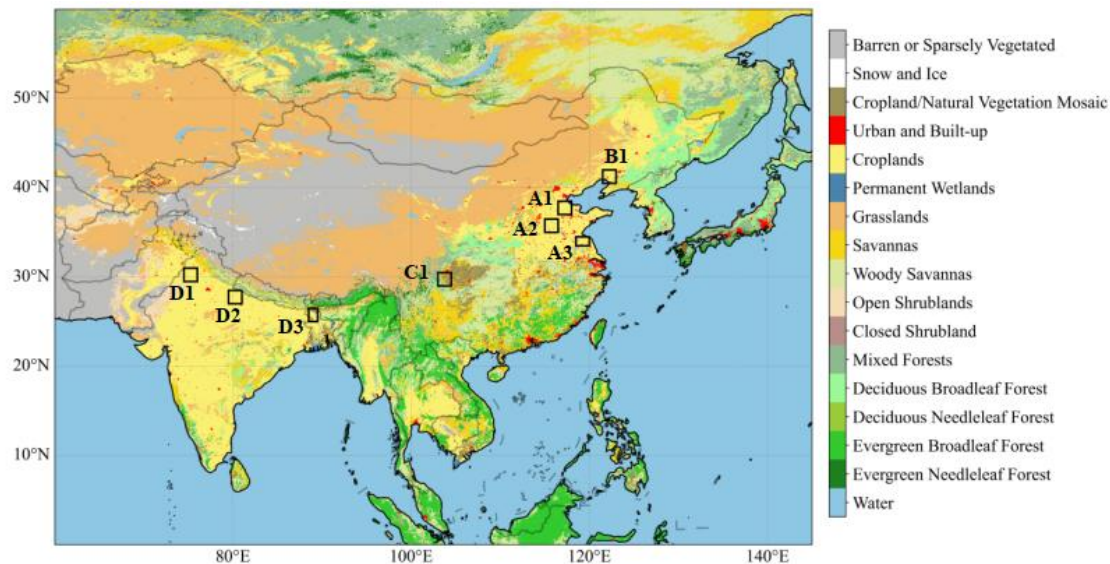 50°N
40°N
30°N
20°N
10°N
80°E
100°E
120°E
140°E
B1
A1
A2
A3
C1
D1
D2
D3
Barren or Sparsely Vegetated
Snow and Ice
Cropland/Natural Vegetation Mosaic
Urban and Built-up
Croplands
Permanent Wetlands
Grasslands
Savannas
Woody Savannas
Open Shrublands
Closed Shrubland
Mixed Forests
Deciduous Broadleaf Forest
Deciduous Needleleaf Forest
Evergreen Broadleaf Forest
Evergreen Needleleaf Forest
Water